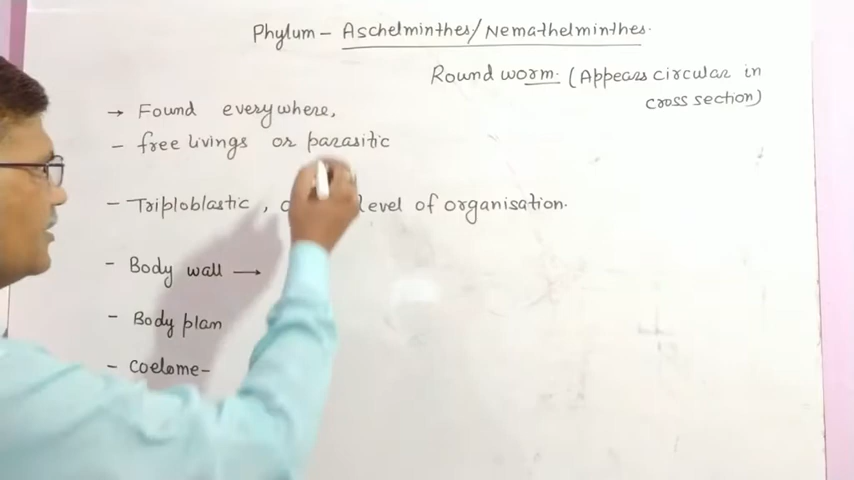 Phylum - Aschelminthes/Nemathelminthes.
Round worm. (Appears circular in
cross section)
→ Found everywhere,
- free livings or parasitic
- Triploblastic, level of organisation.
- Body wall →
- Body plan
- Coelome-